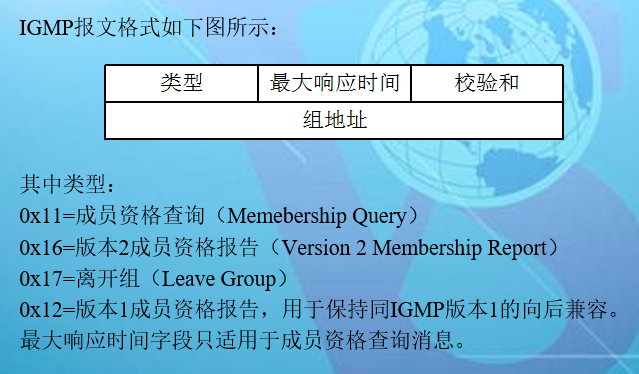 IGMP报文格式如下图所示：
类型 最大响应时间 校验和
组地址
其中类型：
0x11=成员资格查询（Memebership Query）
0x16=版本2成员资格报告（Version 2 Membership Report）
0x17=离开组（Leave Group）
0x12=版本1成员资格报告，用于保持同IGMP版本1的向后兼容。
最大响应时间字段只适用于成员资格查询消息。